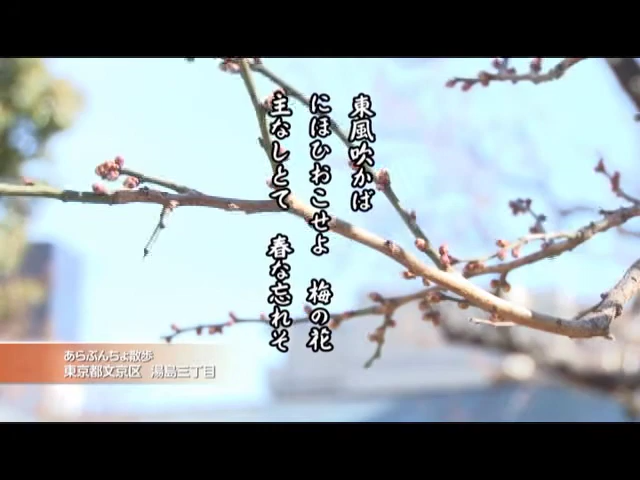 東風吹かば
にほひおこせよ　梅の花
主なしとて　春な忘れそ
あらぶんちょ散歩
東京都文京区　湯島三丁目